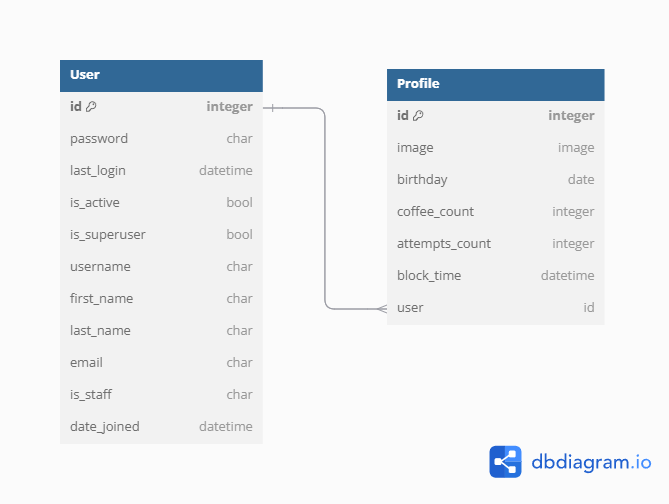 User
id integer
password char
last_login datetime
is_active bool
is_superuser bool
username char
first_name char
last_name char
email char
is_staff char
date_joined datetime
Profile
id integer
image image
birthday date
coffee_count integer
attempts_count integer
block_time datetime
user id
dbdiagram.io